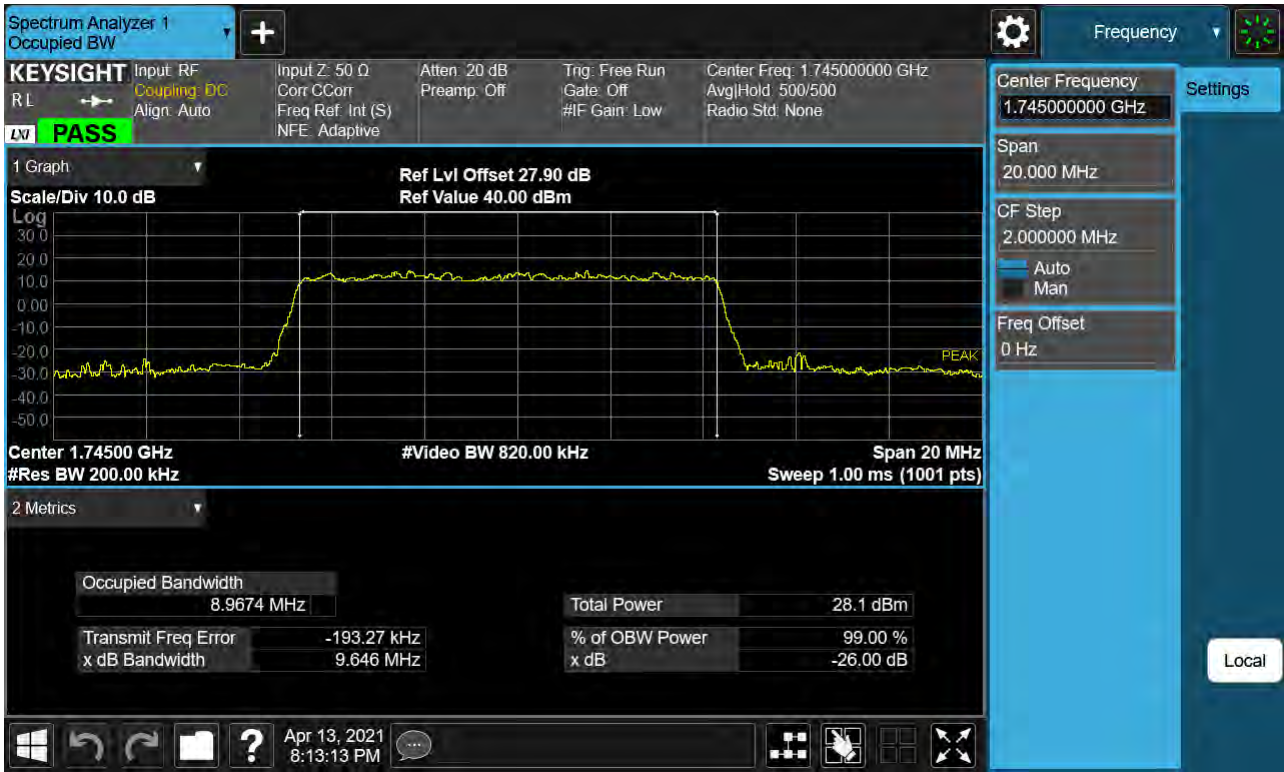 Spectrum Analyzer 1
Occupied BW
+
Frequency
KEYSIGHT
RL
LXI
PASS
Input: RF
Coupling: DC
Align: Auto
Input Z: 50 Ω
Corr CCorr
Freq Ref: Int (S)
NFE: Adaptive
Atten: 20 dB
Preamp: Off
Trig: Free Run
Gate: Off
#IF Gain: Low
Center Freq: 1.745000000 GHz
Avg|Hold: 500/500
Radio Std: None
Center Frequency
1.745000000 GHz
Settings
Span
20.000 MHz
CF Step
2.000000 MHz
Auto
Man
Freq Offset
0 Hz
1 Graph
Ref Lvl Offset 27.90 dB
Scale/Div 10.0 dB
Ref Value 40.00 dBm
Log
30.0
20.0
10.0
0.00
-10.0
-20.0
-30.0
-40.0
-50.0
PEAK
Center 1.74500 GHz
#Video BW 820.00 kHz
Span 20 MHz
#Res BW 200.00 kHz
Sweep 1.00 ms (1001 pts)
2 Metrics
Occupied Bandwidth
8.9674 MHz
Total Power 28.1 dBm
Transmit Freq Error -193.27 kHz
% of OBW Power 99.00 %
x dB Bandwidth 9.646 MHz
x dB -26.00 dB
Local
?
Apr 13, 2021
8:13:13 PM